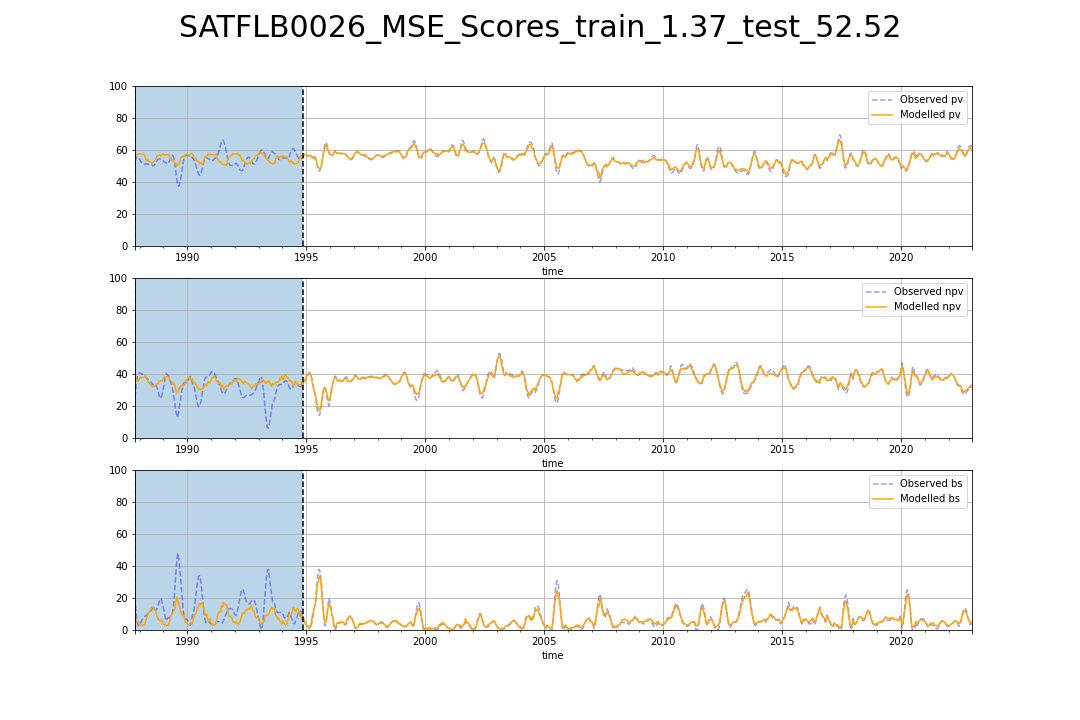 SATFLB0026_MSE_Scores_train_1.37_test_52.52
100
80
60
40
20
0
Observed pv
Modelled pv
1990 1995 2000 2005 2010 2015 2020
time
100
80
60
40
20
0
Observed npv
Modelled npv
1990 1995 2000 2005 2010 2015 2020
time
100
80
60
40
20
0
Observed bs
Modelled bs
1990 1995 2000 2005 2010 2015 2020
time